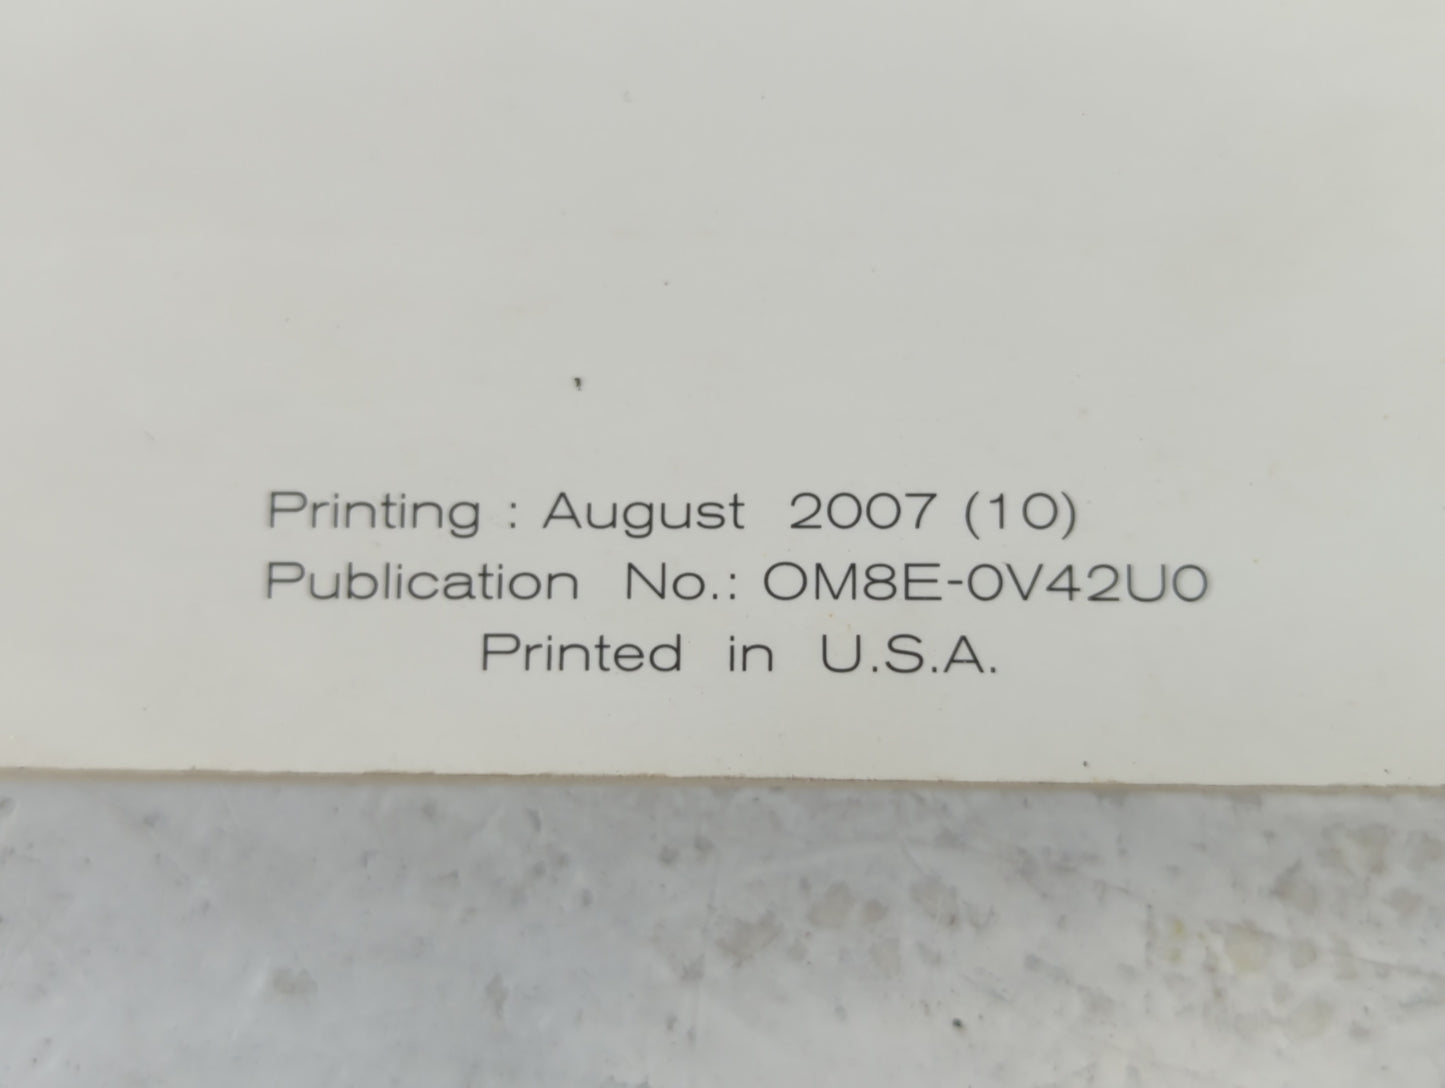 Printing : August 2007 (10)
Publication No.: OM8E-0V42U0
Printed in U.S.A.